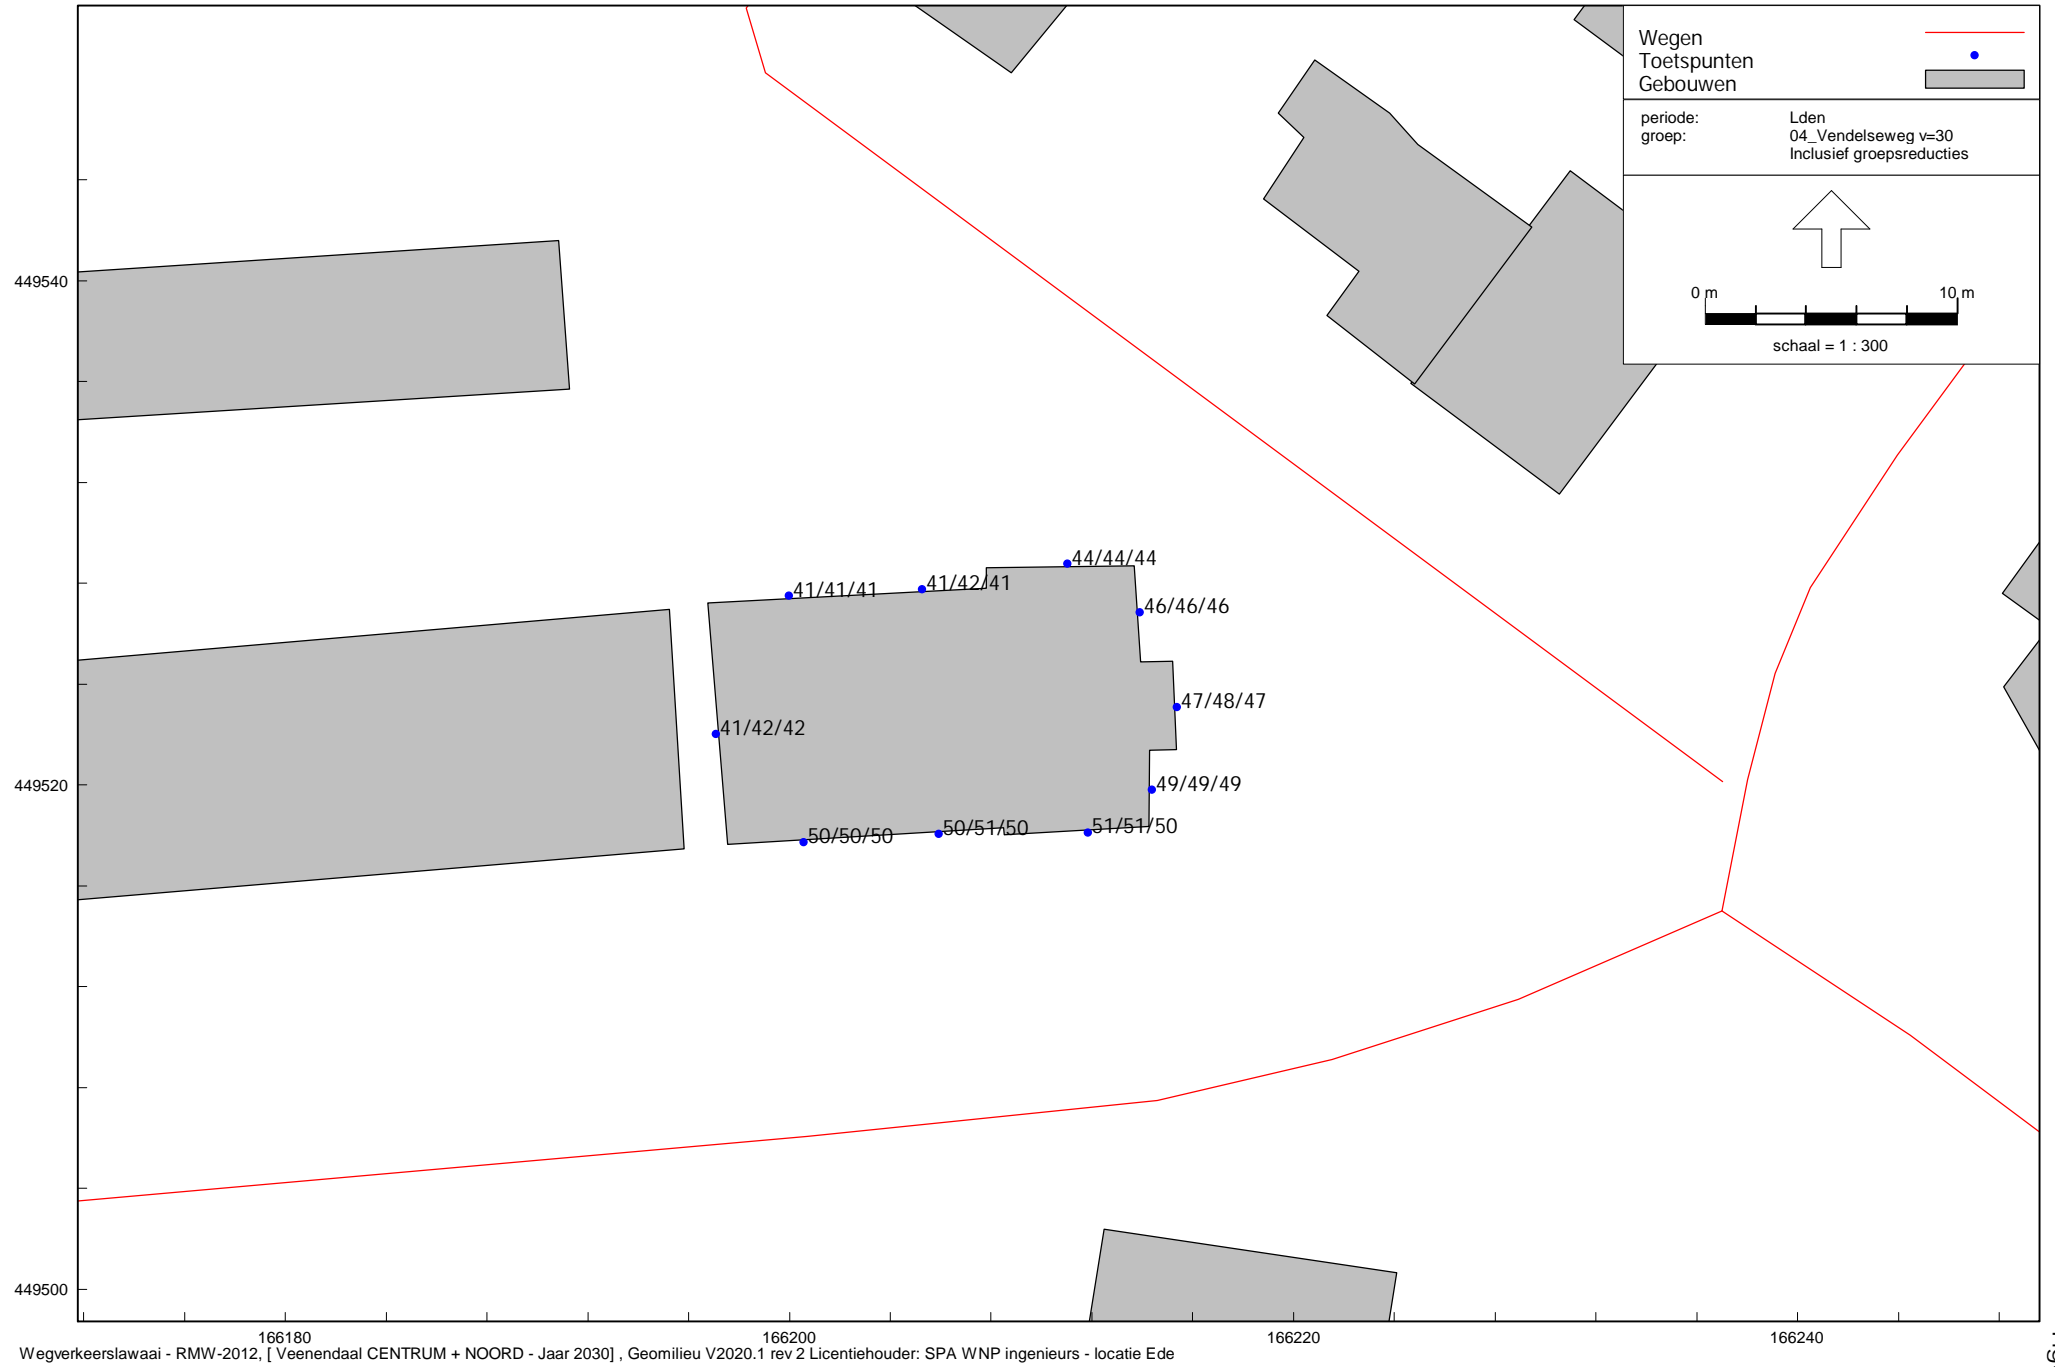 Wegen
Toetspunten
Gebouwen
periode: Lden
groep: 04_Vendelseweg v=30
Inclusief groepsreducties
0 m 10 m
schaal = 1 : 300
449540
44/44/44
41/41/41
41/42/41
46/46/46
47/48/47
41/42/42
449520
49/49/49
50/50/50
50/51/50
51/51/50
449500
166180 166200 166220 166240
Wegverkeerslawaai - RMW-2012, [ Veenendaal CENTRUM + NOORD - Jaar 2030] , Geomilieu V2020.1 rev 2 Licentiehouder: SPA WNP ingenieurs - locatie Ede